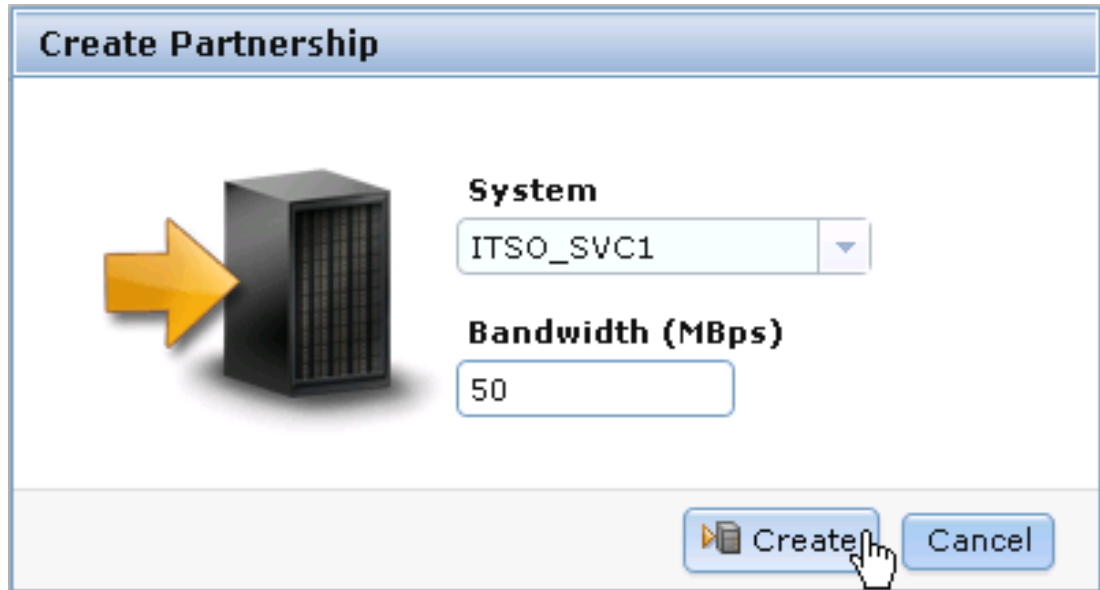 Create Partnership
System
ITSO_SVC1
Bandwidth (MBps)
50
Create
Cancel